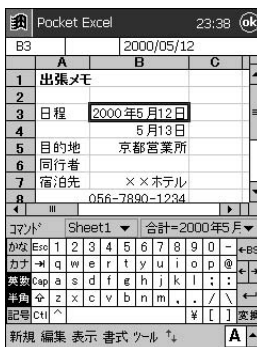 Pocket Excel 23:38 ok
B3 2000/05/12
A B C
1 出張メモ
2
3 日程 2000年5月12日
4 5月13日
5 目的地 京都営業所
6 同行者
7 宿泊先 ××ホテル
8 056-7890-1234
コマンド Sheet1 ▼ 合計=2000年5月▼
かな Esc 1 2 3 4 5 6 7 8 9 0 - ←BS
カナ q w e r t y u i o p @
英数 Cap a s d f g h j k l ; :
半角 z x c v b n m , . / \
記号 Ctl ^ ¥ [ ] 変換
新規 編集 表示 書式 ツール A